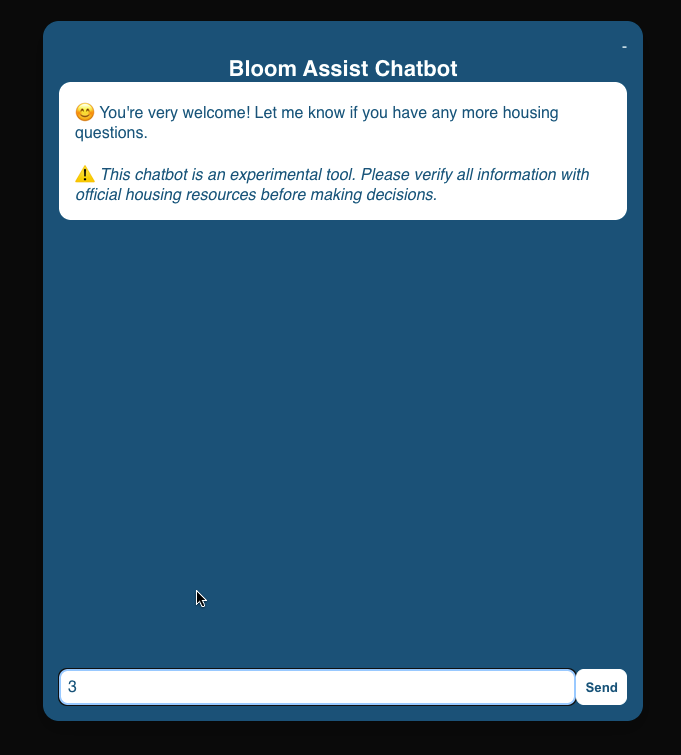 -
Bloom Assist Chatbot
😊 You're very welcome! Let me know if you have any more housing
questions.
⚠️ This chatbot is an experimental tool. Please verify all information with
official housing resources before making decisions.
3
Send